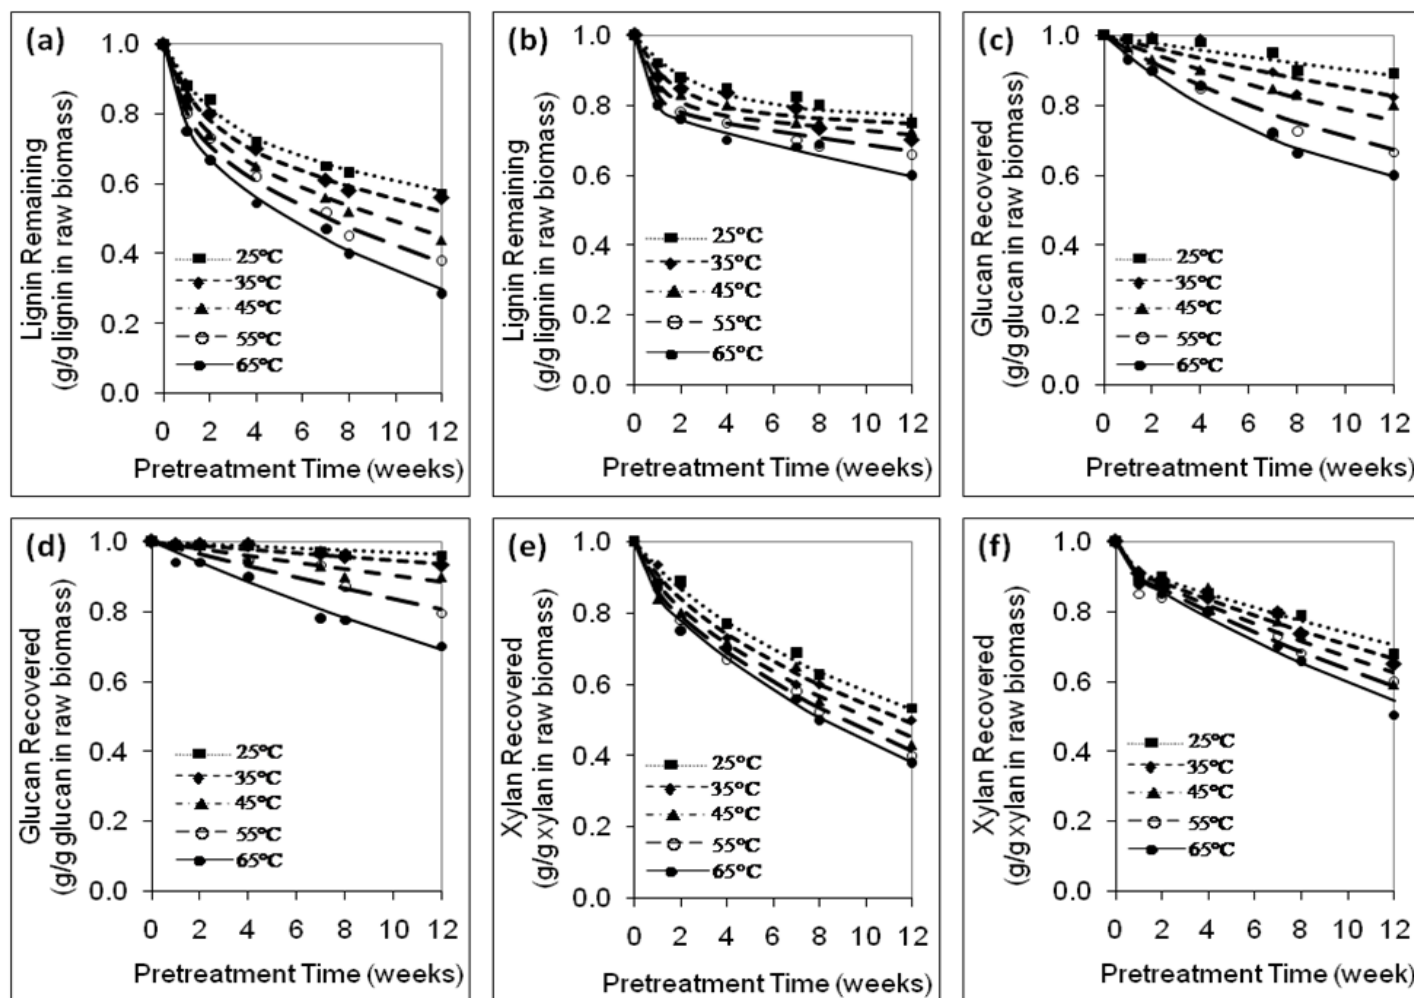 (a)
1.0
0.8
0.6
0.4
0.2
0.0
Lignin Remaining
(g/g lignin in raw biomass)
25°C
35°C
45°C
55°C
65°C
0 2 4 6 8 10 12
Pretreatment Time (weeks)
(b)
1.0
0.8
0.6
0.4
0.2
0.0
Lignin Remaining
(g/g lignin in raw biomass)
25°C
35°C
45°C
55°C
65°C
0 2 4 6 8 10 12
Pretreatment Time (weeks)
(c)
1.0
0.8
0.6
0.4
0.2
0.0
Glucan Recovered
(g/g glucan in raw biomass)
25°C
35°C
45°C
55°C
65°C
0 2 4 6 8 10 12
Pretreatment Time (weeks)
(d)
1.0
0.8
0.6
0.4
0.2
0.0
Glucan Recovered
(g/g glucan in raw biomass)
25°C
35°C
45°C
55°C
65°C
0 2 4 6 8 10 12
Pretreatment Time (weeks)
(e)
1.0
0.8
0.6
0.4
0.2
0.0
Xylan Recovered
(g/g xylan in raw biomass)
25°C
35°C
45°C
55°C
65°C
0 2 4 6 8 10 12
Pretreatment Time (weeks)
(f)
1.0
0.8
0.6
0.4
0.2
0.0
Xylan Recovered
(g/g xylan in raw biomass)
25°C
35°C
45°C
55°C
65°C
0 2 4 6 8 10 12
Pretreatment Time (week)